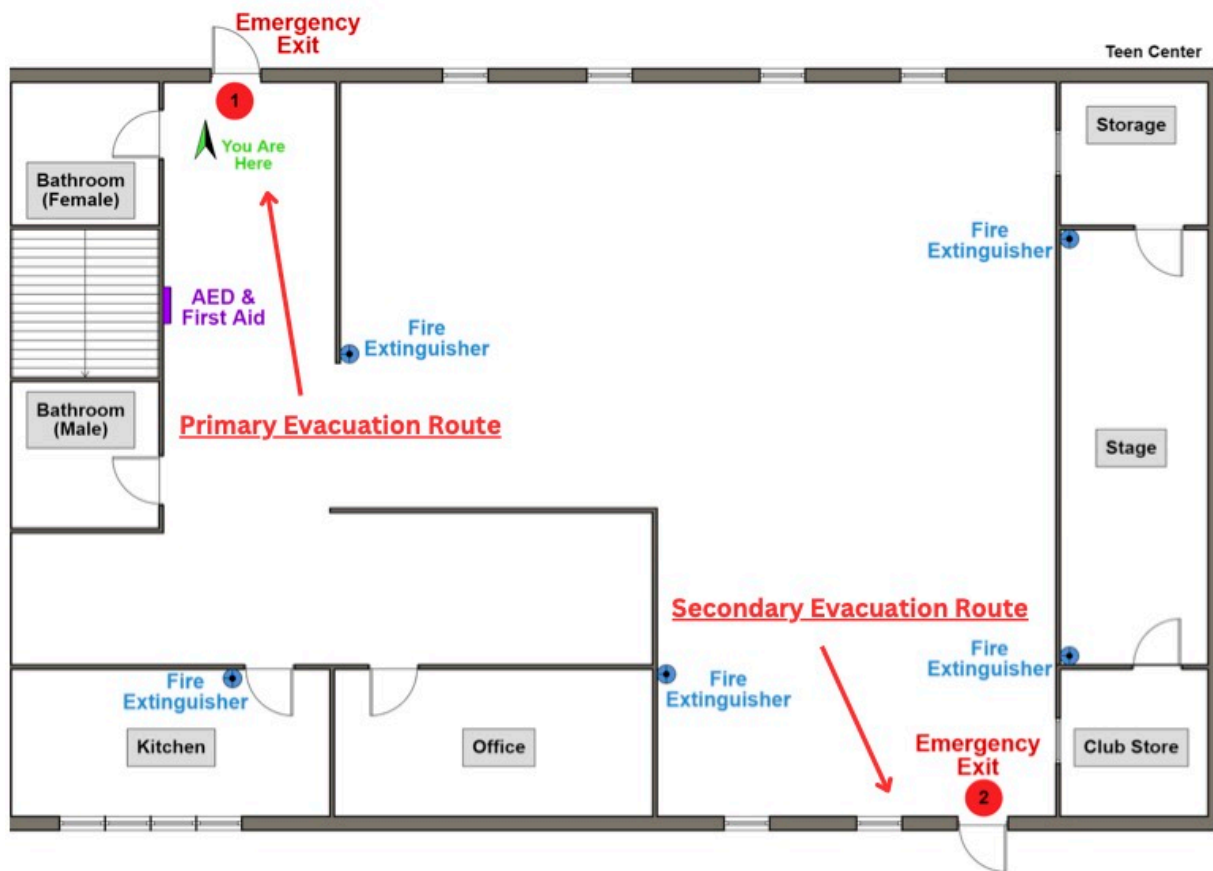 Emergency
Exit
Teen Center
1
Storage
You Are
Here
Bathroom
(Female)
Fire
Extinguisher
AED &
First Aid
Fire
Extinguisher
Bathroom
(Male)
Primary Evacuation Route
Stage
Secondary Evacuation Route
Fire
Extinguisher
Fire
Extinguisher
Fire
Extinguisher
Kitchen
Office
Emergency
Exit
Club Store
2